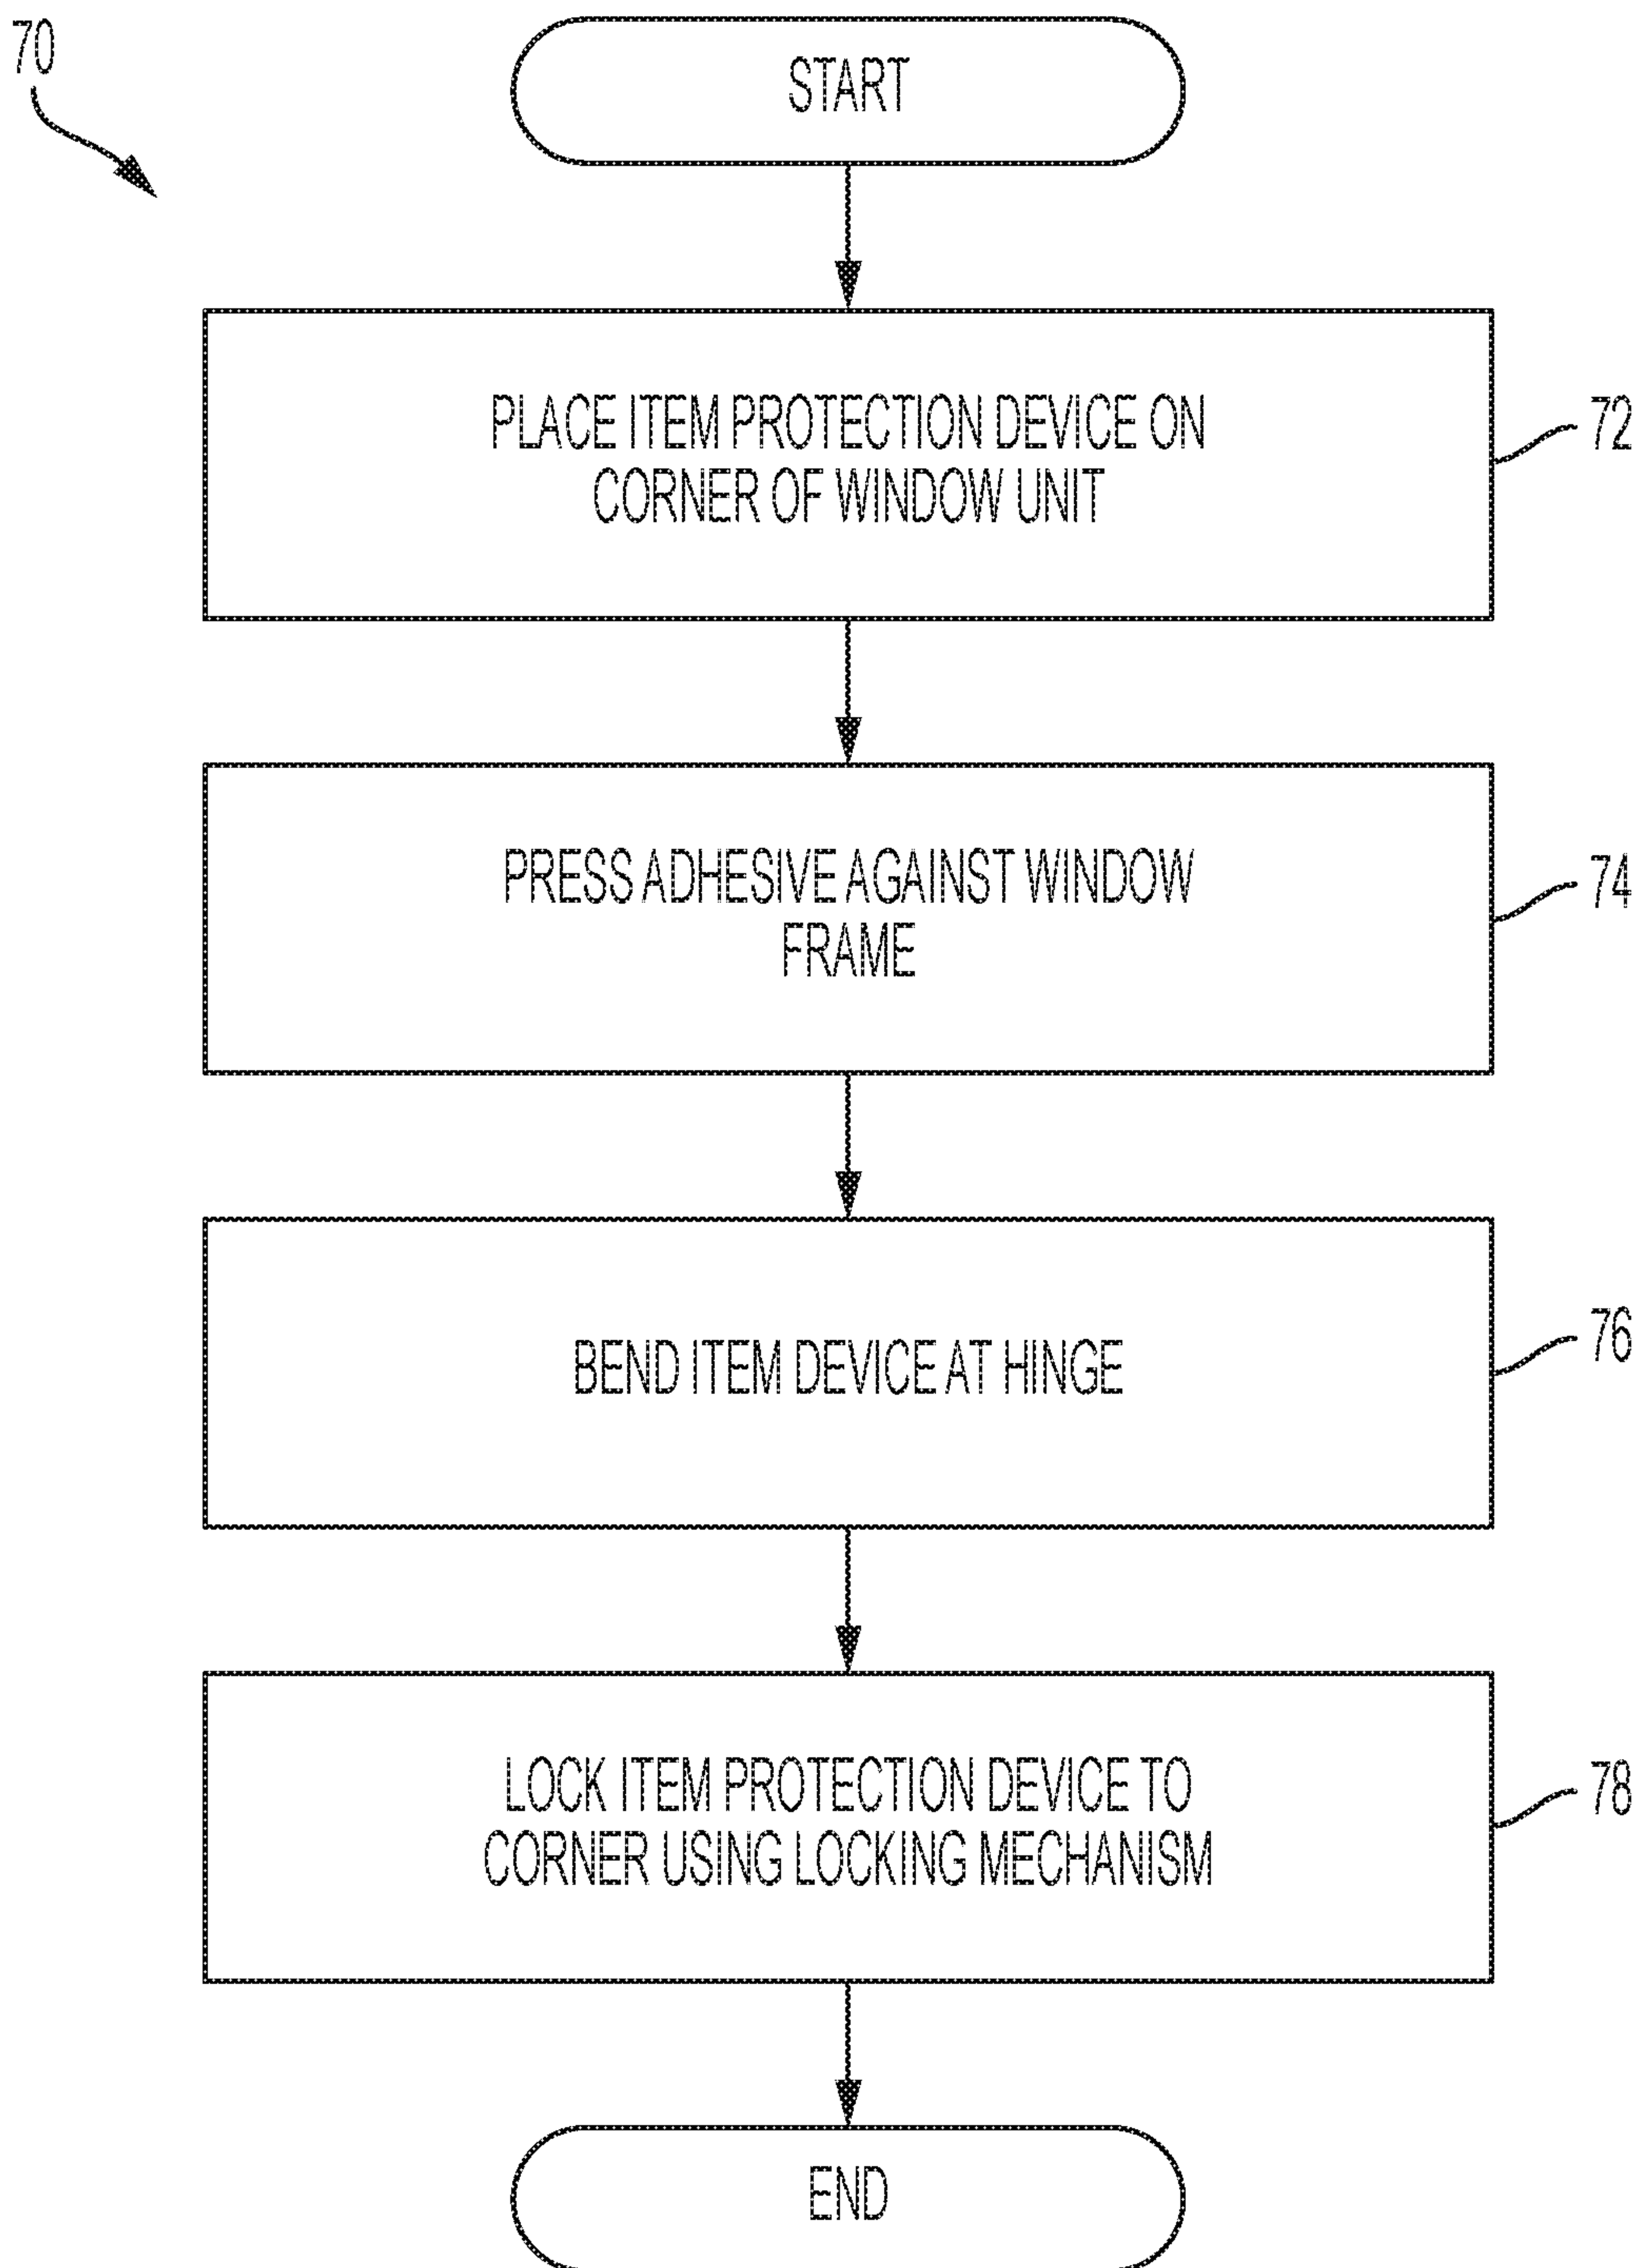 70
START
PLACE ITEM PROTECTION DEVICE ON
CORNER OF WINDOW UNIT
72
PRESS ADHESIVE AGAINST WINDOW
FRAME
74
BEND ITEM DEVICE AT HINGE
76
LOCK ITEM PROTECTION DEVICE TO
CORNER USING LOCKING MECHANISM
78
END